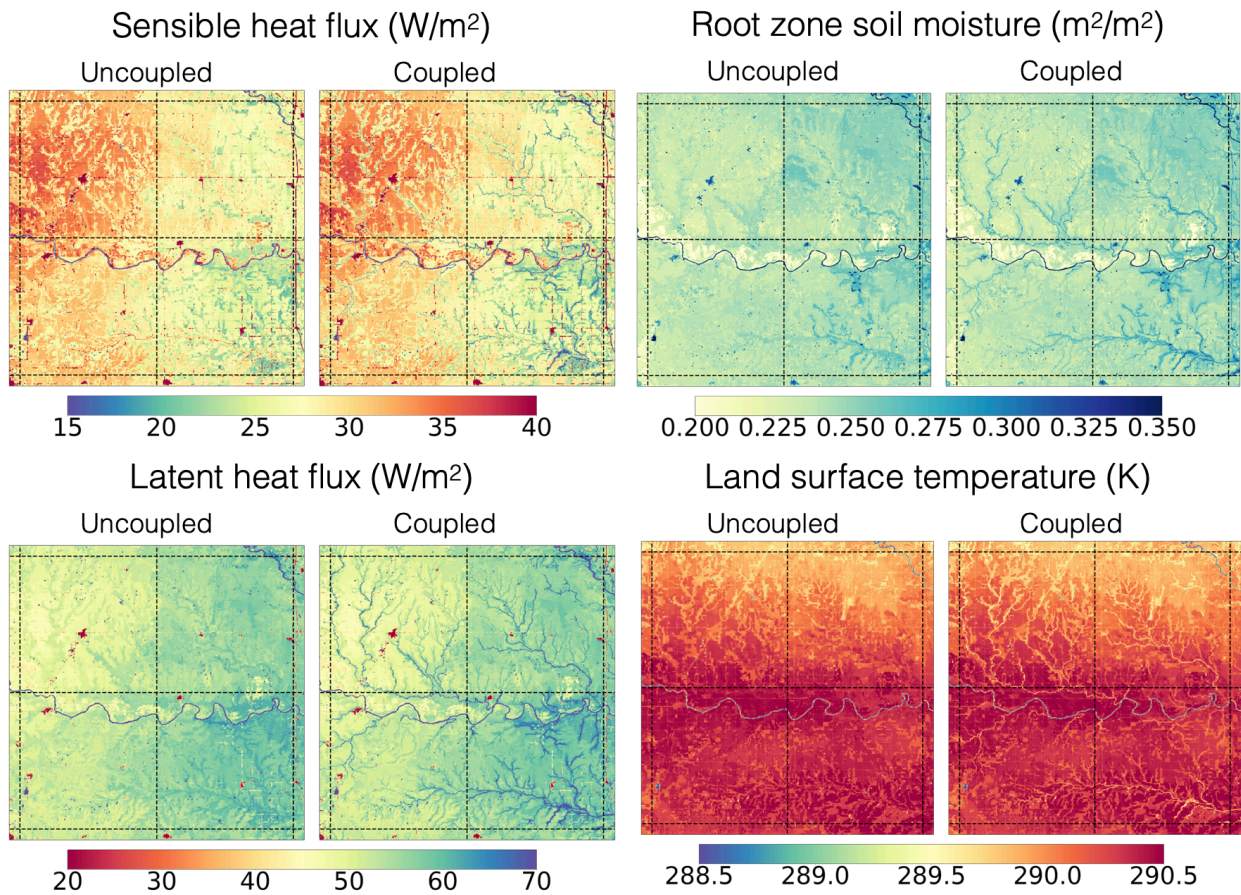 Sensible heat flux (W/m²)
Uncoupled Coupled
15 20 25 30 35 40
Root zone soil moisture (m²/m²)
Uncoupled Coupled
0.200 0.225 0.250 0.275 0.300 0.325 0.350
Latent heat flux (W/m²)
Uncoupled Coupled
20 30 40 50 60 70
Land surface temperature (K)
Uncoupled Coupled
288.5 289.0 289.5 290.0 290.5